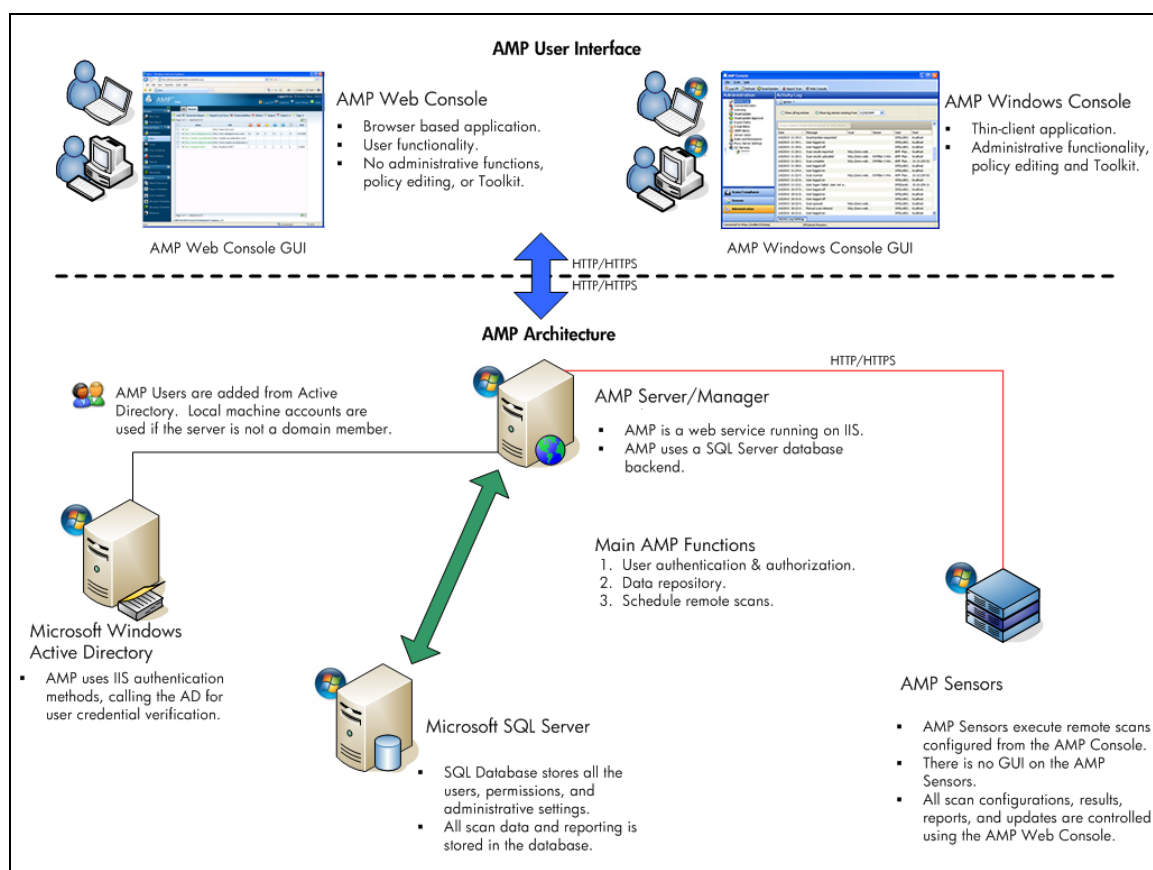 AMP User Interface
AMP Web Console
▪ Browser based application.
▪ User functionality.
▪ No administrative functions,
policy editing, or Toolkit.
AMP Web Console GUI
AMP Windows Console
▪ Thin-client application.
▪ Administrative functionality,
policy editing and Toolkit.
AMP Windows Console GUI
HTTP/HTTPS
HTTP/HTTPS
AMP Architecture
HTTP/HTTPS
AMP Users are added from Active
Directory. Local machine accounts are
used if the server is not a domain member.
AMP Server/Manager
▪ AMP is a web service running on IIS.
▪ AMP uses a SQL Server database
backend.
Main AMP Functions
1. User authentication & authorization.
2. Data repository.
3. Schedule remote scans.
Microsoft Windows
Active Directory
▪ AMP uses IIS authentication
methods, calling the AD for
user credential verification.
Microsoft SQL Server
▪ SQL Database stores all the
users, permissions, and
administrative settings.
▪ All scan data and reporting is
stored in the database.
AMP Sensors
▪ AMP Sensors execute remote scans
configured from the AMP Console.
▪ There is no GUI on the AMP
Sensors.
▪ All scan configurations, results,
reports, and updates are controlled
using the AMP Web Console.